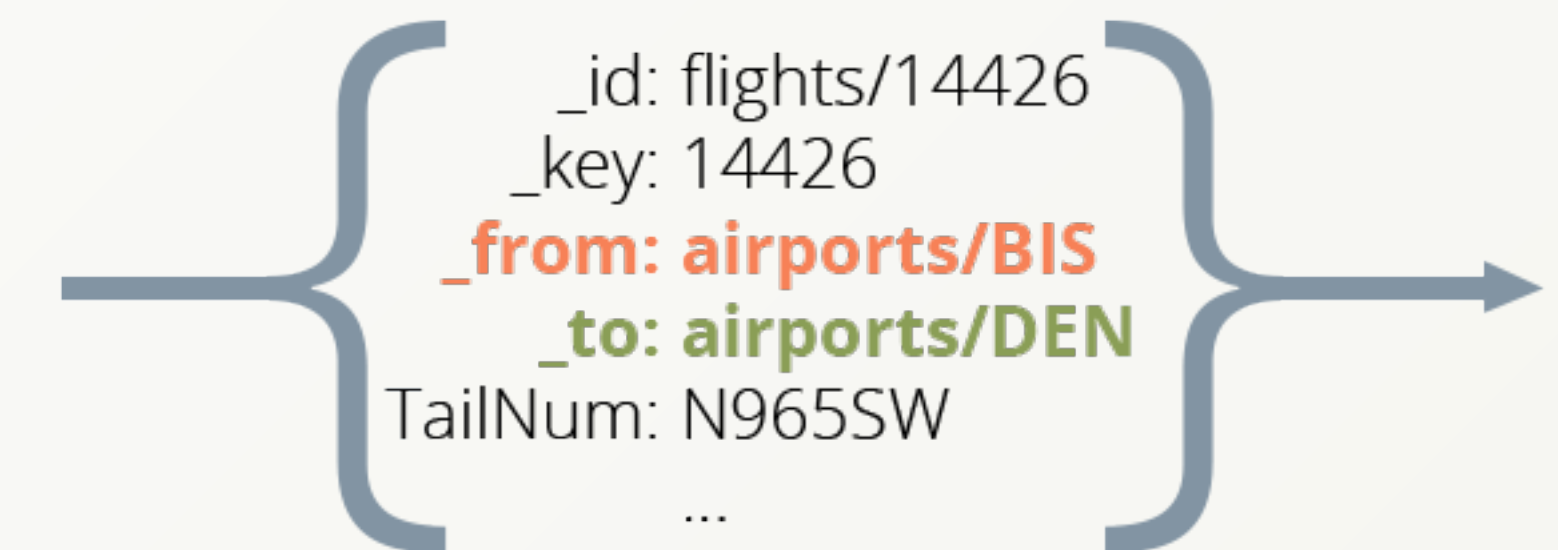 _id: flights/14426
_key: 14426
_from: airports/BIS
_to: airports/DEN
TailNum: N965SW
...